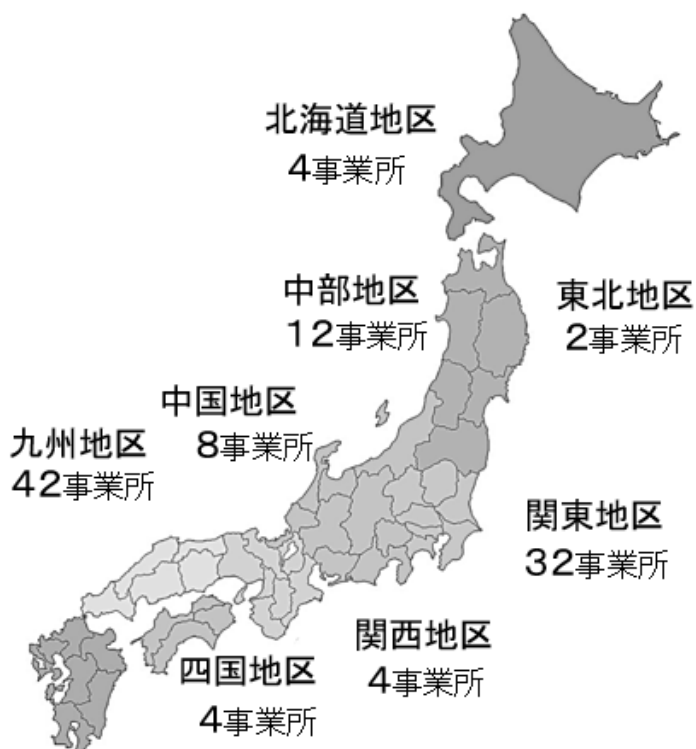 北海道地区
4事業所
中部地区
12事業所
東北地区
2事業所
中国地区
8事業所
九州地区
42事業所
関東地区
32事業所
関西地区
4事業所
四国地区
4事業所